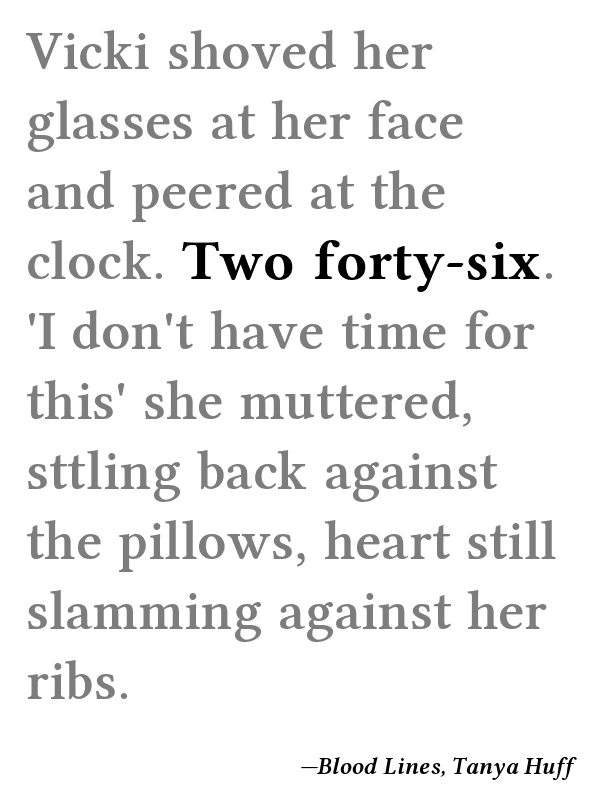 Vicki shoved her
glasses at her face
and peered at the
clock. Two forty-six.
'I don't have time for
this' she muttered,
sttling back against
the pillows, heart still
slamming against her
ribs.
—Blood Lines, Tanya Huff